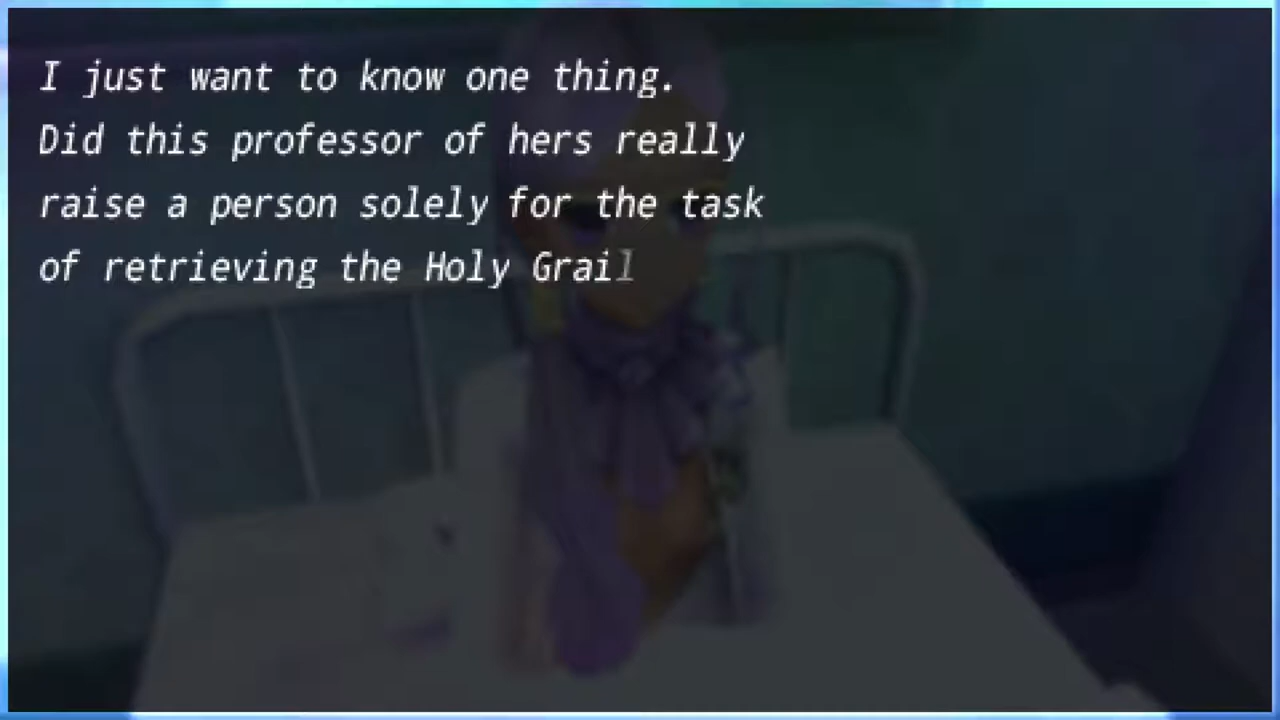 I just want to know one thing.
Did this professor of hers really
raise a person solely for the task
of retrieving the Holy Grail